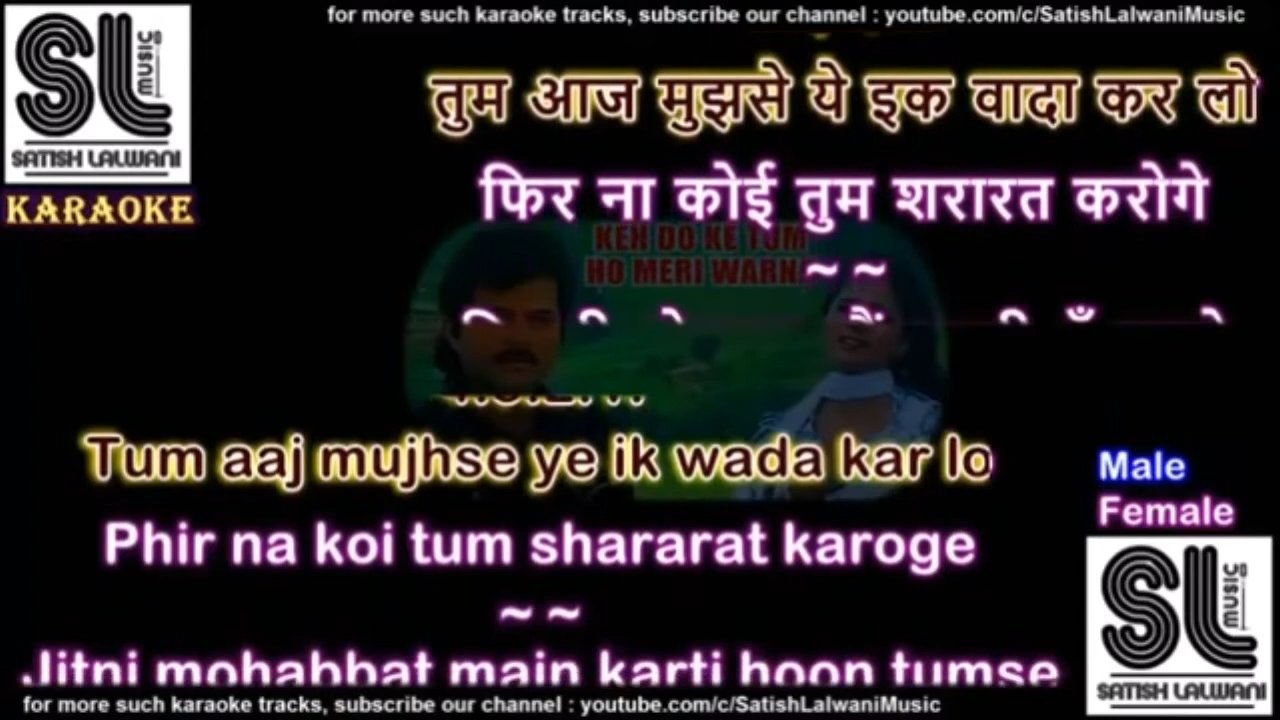 for more such karaoke tracks, subscribe our channel : youtube.com/c/SatishLalwaniMusic
SL MUSIC
SATISH LALWANI
KARAOKE
तुम आज मुझसे ये इक वादा कर लो
फिर ना कोई तुम शरारत करोगे
KEH DO KE TUM
HO MERI WARNA
~ ~
Tum aaj mujhse ye ik wada kar lo
Phir na koi tum shararat karoge
~ ~
Jitni mohabbat main karti hoon tumse
Male
Female
SL MUSIC
SATISH LALWANI
for more such karaoke tracks, subscribe our channel : youtube.com/c/SatishLalwaniMusic